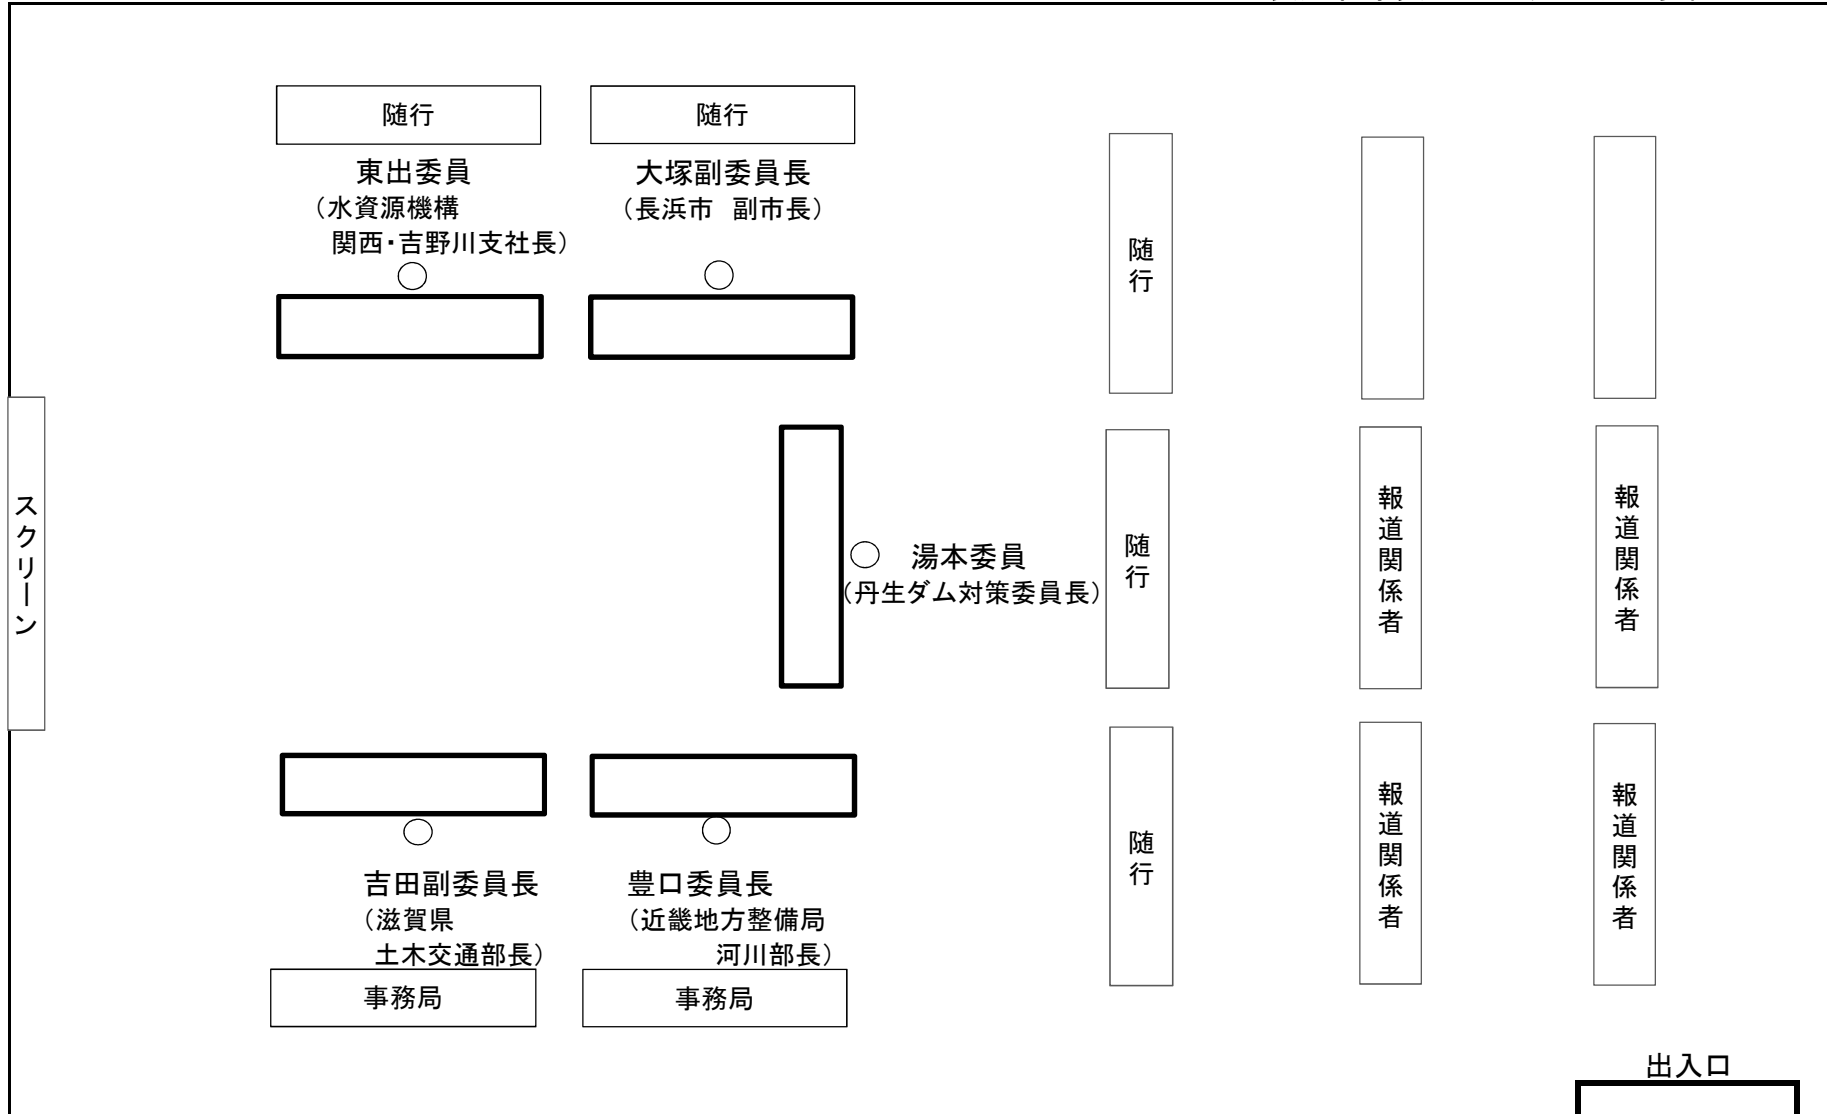 随行
随行
東出委員
（水資源機構
関西・吉野川支社長）
大塚副委員長
（長浜市　副市長）
随行
スクリーン
湯本委員
（丹生ダム対策委員長）
随行
報道関係者
報道関係者
吉田副委員長
（滋賀県
土木交通部長）
豊口委員長
（近畿地方整備局
河川部長）
事務局
事務局
随行
報道関係者
報道関係者
出入口